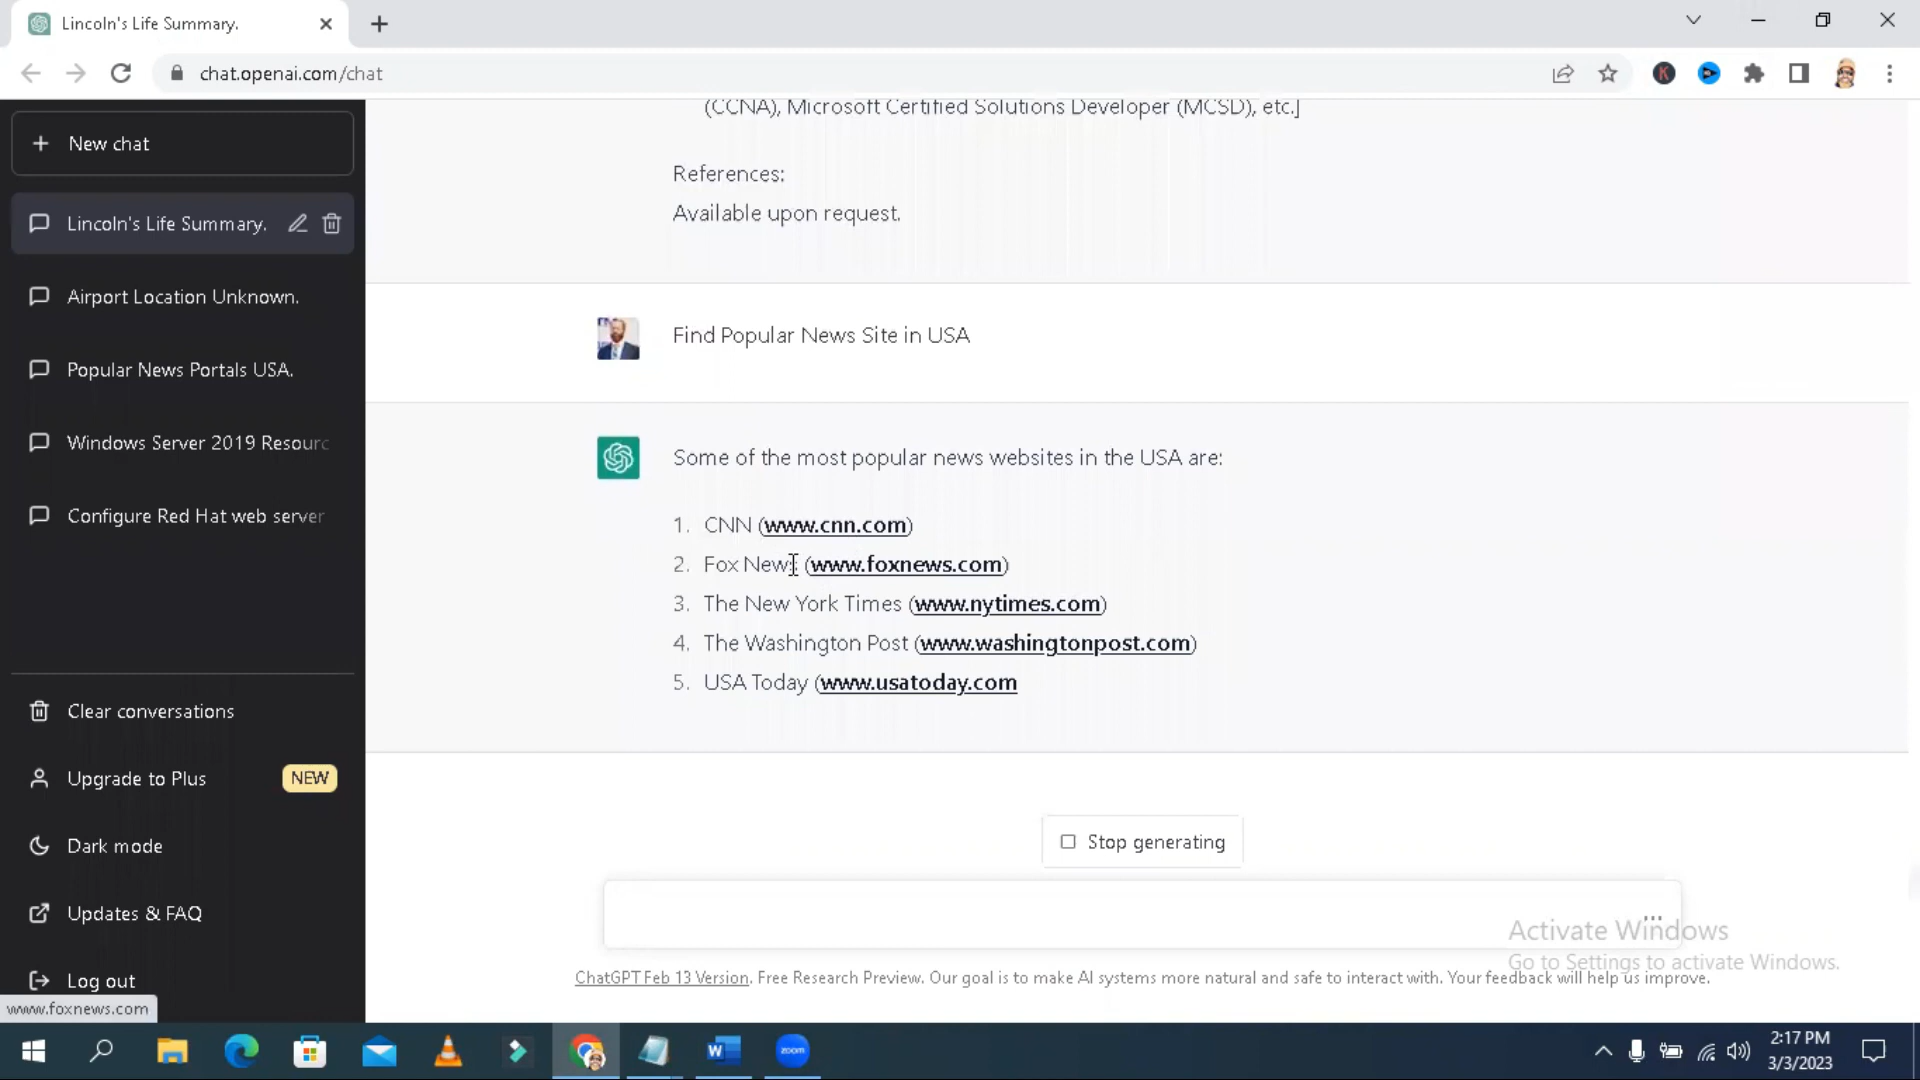 Lincoln's Life Summary.
chat.openai.com/chat
K
New chat
Lincoln's Life Summary.
Airport Location Unknown.
Popular News Portals USA.
Windows Server 2019 Resourc
Configure Red Hat web server
Clear conversations
Upgrade to Plus NEW
Dark mode
Updates & FAQ
Log out
www.foxnews.com
(CCNA), Microsoft Certified Solutions Developer (MCSD), etc.]
References:
Available upon request.
Find Popular News Site in USA
Some of the most popular news websites in the USA are:
1. CNN (www.cnn.com)
2. Fox News (www.foxnews.com)
3. The New York Times (www.nytimes.com)
4. The Washington Post (www.washingtonpost.com)
5. USA Today (www.usatoday.com
Stop generating
...
Activate Windows
Go to Settings to activate Windows.
ChatGPT Feb 13 Version. Free Research Preview. Our goal is to make AI systems more natural and safe to interact with. Your feedback will help us improve.
W
zoom
2:17 PM
3/3/2023